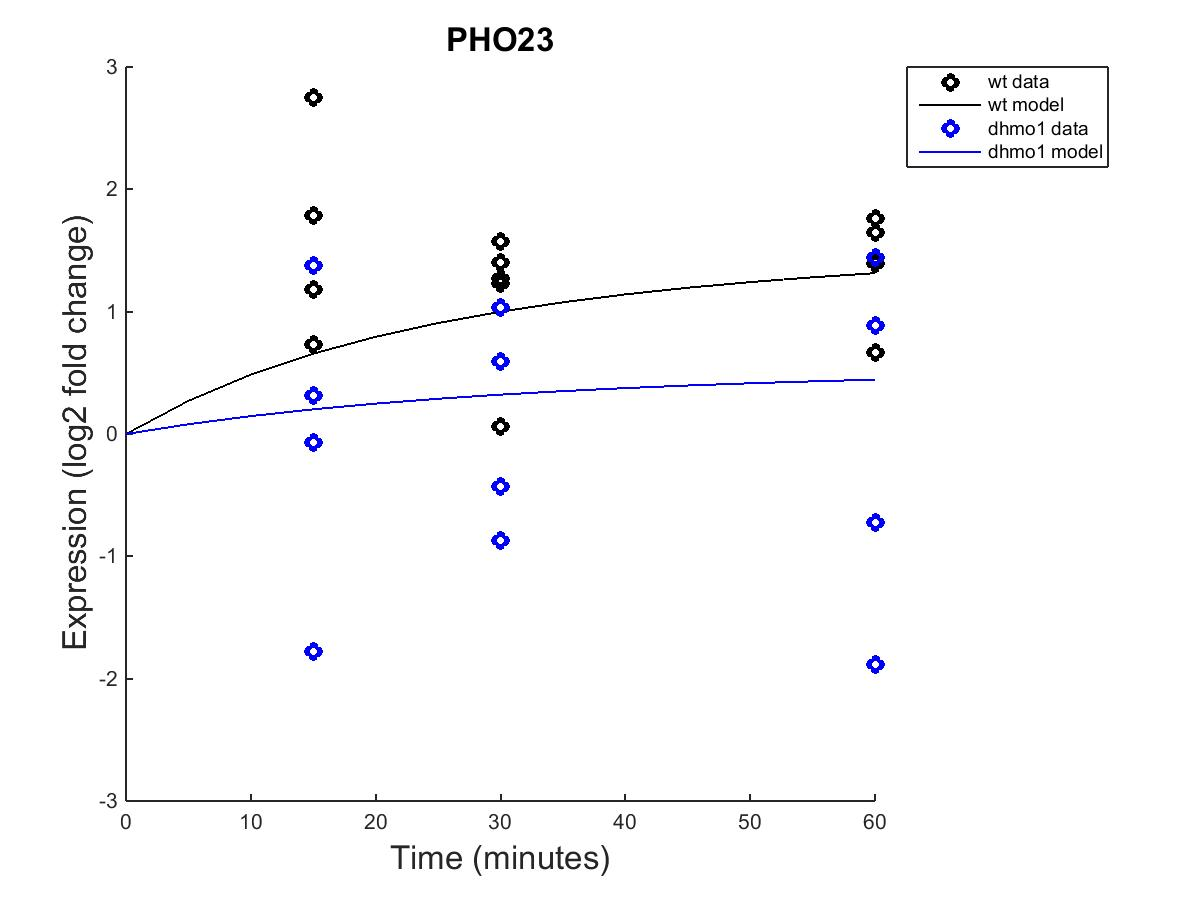 PHO23
wt data
wt model
dhmo1 data
dhmo1 model
3
2
1
0
-1
-2
-3
Expression (log2 fold change)
0 10 20 30 40 50 60
Time (minutes)